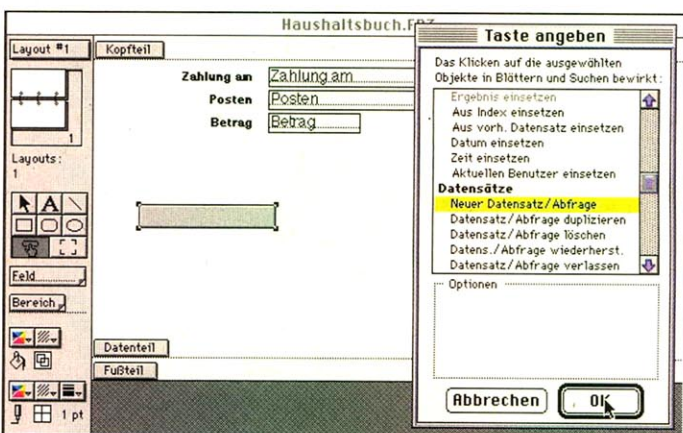 Haushaltsbuch.FP7
Layout #1
1
Layouts:
1
A
Feld
Bereich
1 pt
Kopfteil
Zahlung am Zahlung am
Posten Posten
Betrag Betrag
Datenteil
Fußteil
Taste angeben
Das Klicken auf die ausgewählten
Objekte in Blättern und Suchen bewirkt:
Ergebnis einsetzen
Aus Index einsetzen
Aus vorh. Datensatz einsetzen
Datum einsetzen
Zeit einsetzen
Aktuellen Benutzer einsetzen
Datensätze
Neuer Datensatz/Abfrage
Datensatz/Abfrage duplizieren
Datensatz/Abfrage löschen
Datens./Abfrage wiederherst.
Datensatz/Abfrage verlassen
Optionen
Abbrechen
OK